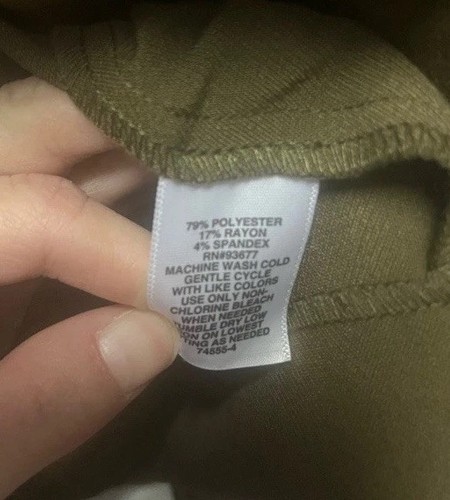 79% POLYESTER
17% RAYON
4% SPANDEX
RN#93677
MACHINE WASH COLD
GENTLE CYCLE
WITH LIKE COLORS
USE ONLY NON-
CHLORINE BLEACH
WHEN NEEDED
UMBLE DRY LOW
ON ON LOWEST
TING AS NEEDED
74555-4